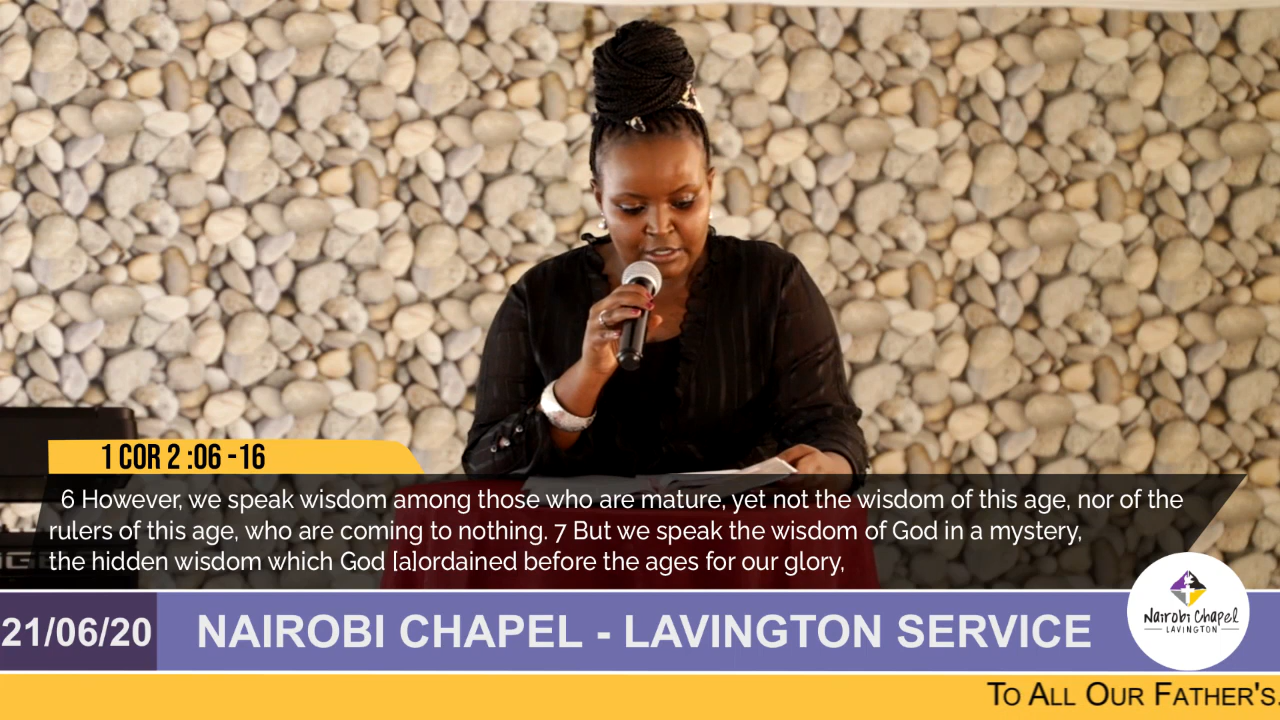 1 COR 2 :06 -16
6 However, we speak wisdom among those who are mature, yet not the wisdom of this age, nor of the
rulers of this age, who are coming to nothing. 7 But we speak the wisdom of God in a mystery,
the hidden wisdom which God [a]ordained before the ages for our glory,
21/06/20
NAIROBI CHAPEL - LAVINGTON SERVICE
Nairobi Chapel
LAVINGTON
TO ALL OUR FATHER'S.